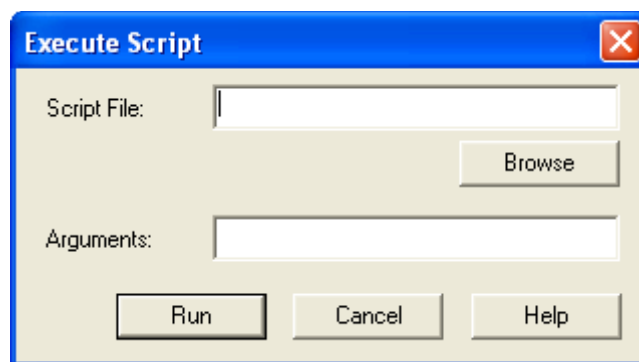 Execute Script
Script File:
Browse
Arguments:
Run Cancel Help